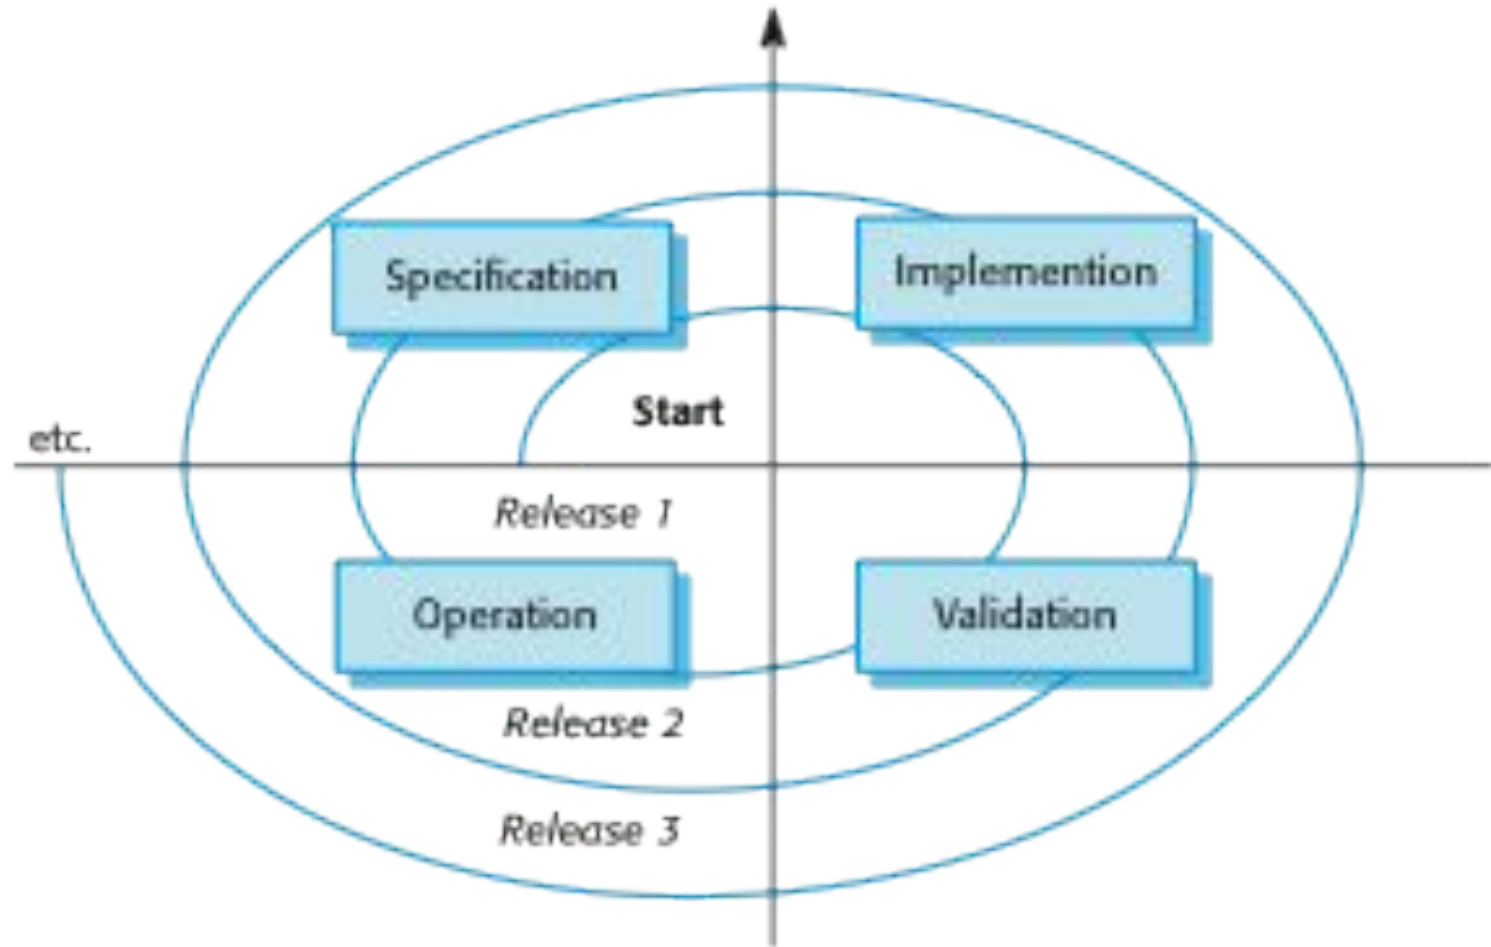 Specification
Implemention
Start
etc.
Release 1
Operation
Validation
Release 2
Release 3